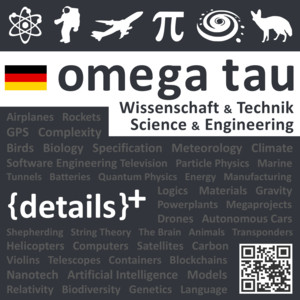 π
omega tau
Wissenschaft & Technik
Science & Engineering
Airplanes Rockets
GPS Complexity
Birds Biology Specification Meteorology Climate
Software Engineering Television Particle Physics Marine
Tunnels Batteries Quantum Physics Energy Manufacturing
Logics Materials Gravity
{details}+ Powerplants Megaprojects
Drones Autonomous Cars
Shepherding String Theory The Brain Animals Transponders
Helicopters Computers Satellites Carbon
Violins Telescopes Containers Blockchains
Nanotech Artificial Intelligence Models
Relativity Biodiversity Genetics Language